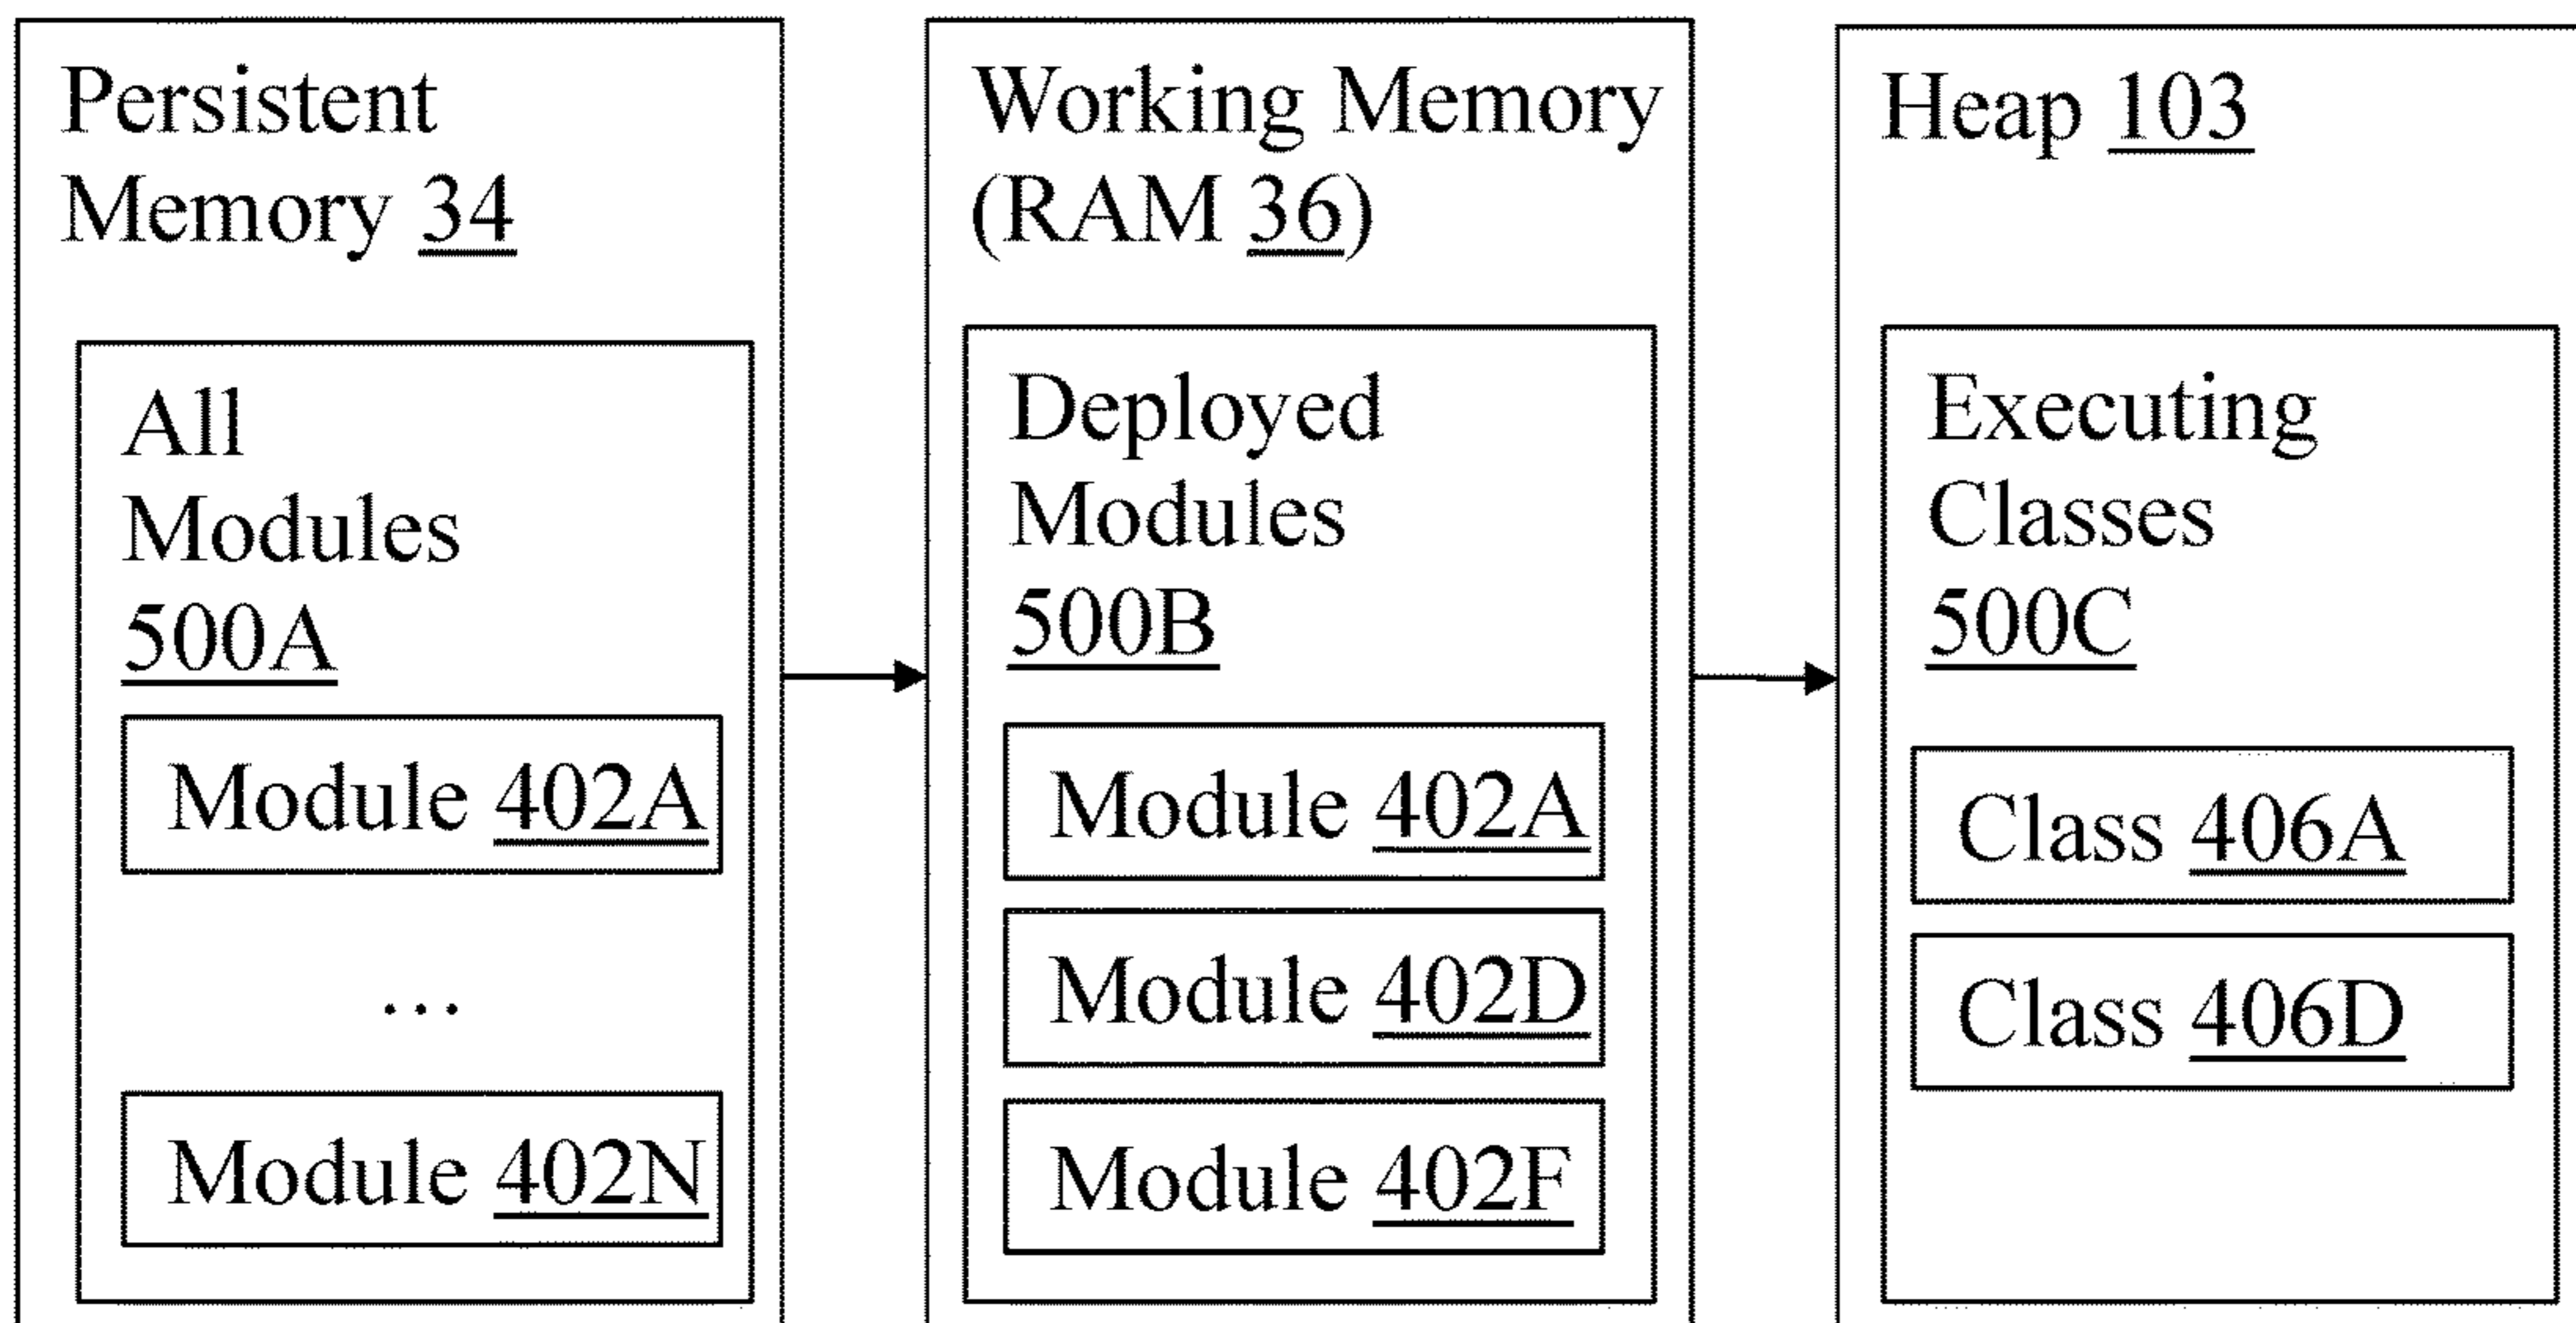 Persistent
Memory 34
All
Modules
500A
Module 402A
...
Module 402N
Working Memory
(RAM 36)
Deployed
Modules
500B
Module 402A
Module 402D
Module 402F
Heap 103
Executing
Classes
500C
Class 406A
Class 406D